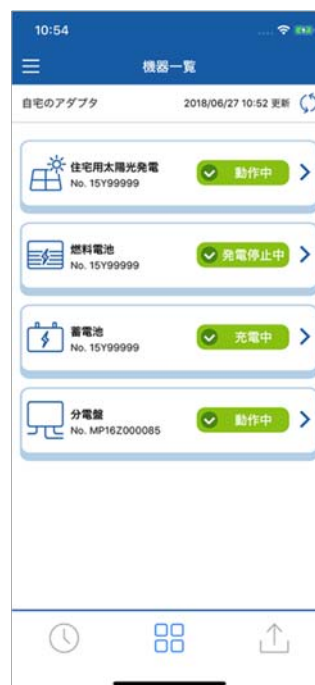 10:54
機器一覧
自宅のアダプタ 2018/06/27 10:52 更新
住宅用太陽光発電 動作中
No. 15Y99999
燃料電池 発電停止中
No. 15Y99999
蓄電池 充電中
No. 15Y99999
分電盤 動作中
No. MP16Z000085